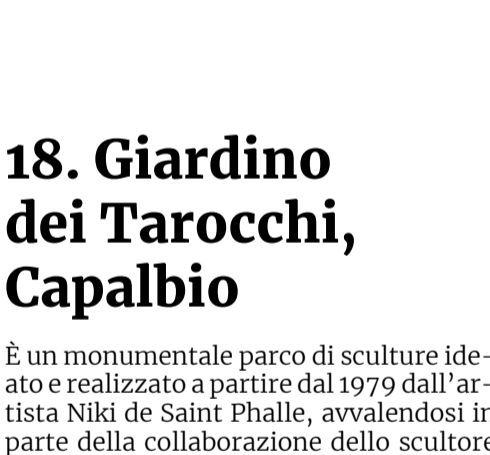 18. Giardino
dei Tarocchi,
Capalbio
È un monumentale parco di sculture ide-
ato e realizzato a partire dal 1979 dall’ar-
tista Niki de Saint Phalle, avvalendosi in
parte della collaborazione dello scultore